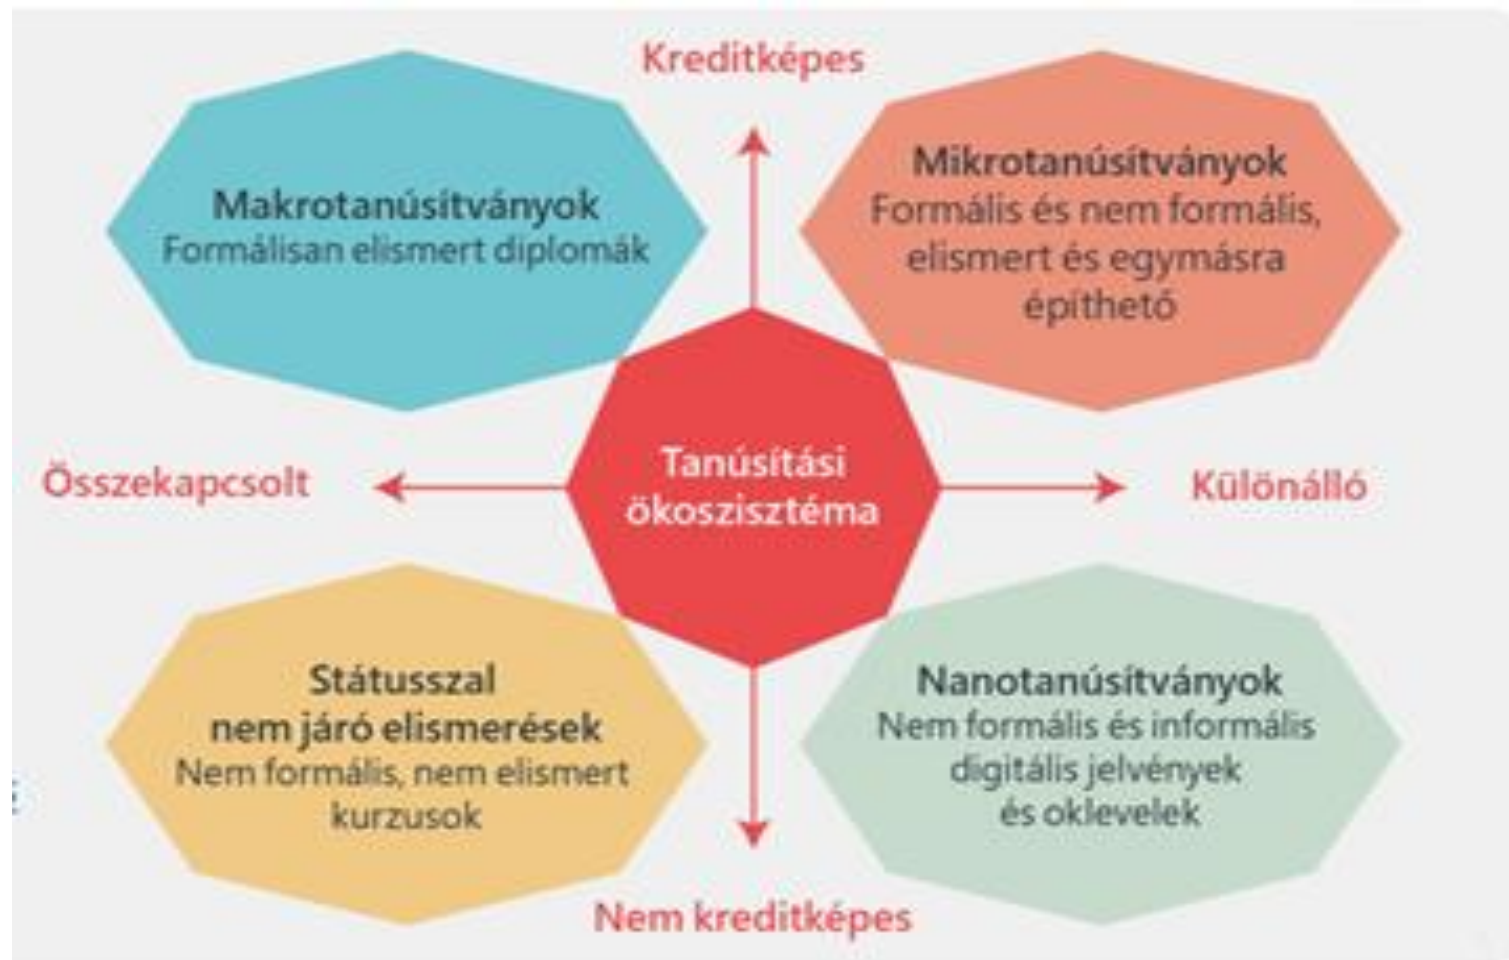 Kreditképes
Makrotanúsítványok
Formálisan elismert diplomák
Mikrotanúsítványok
Formális és nem formális,
elismert és egymásra
építhető
Összekapcsolt
Tanúsítási
ökoszisztéma
Különálló
Státusszal
nem járó elismerések
Nem formális, nem elismert
kurzusok
Nanotanúsítványok
Nem formális és informális
digitális jelvények
és oklevelek
Nem kreditképes